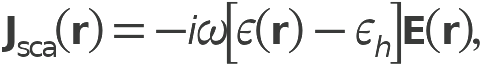 J_sca(r) = −iω[ϵ(r) − ϵ_h]E(r),